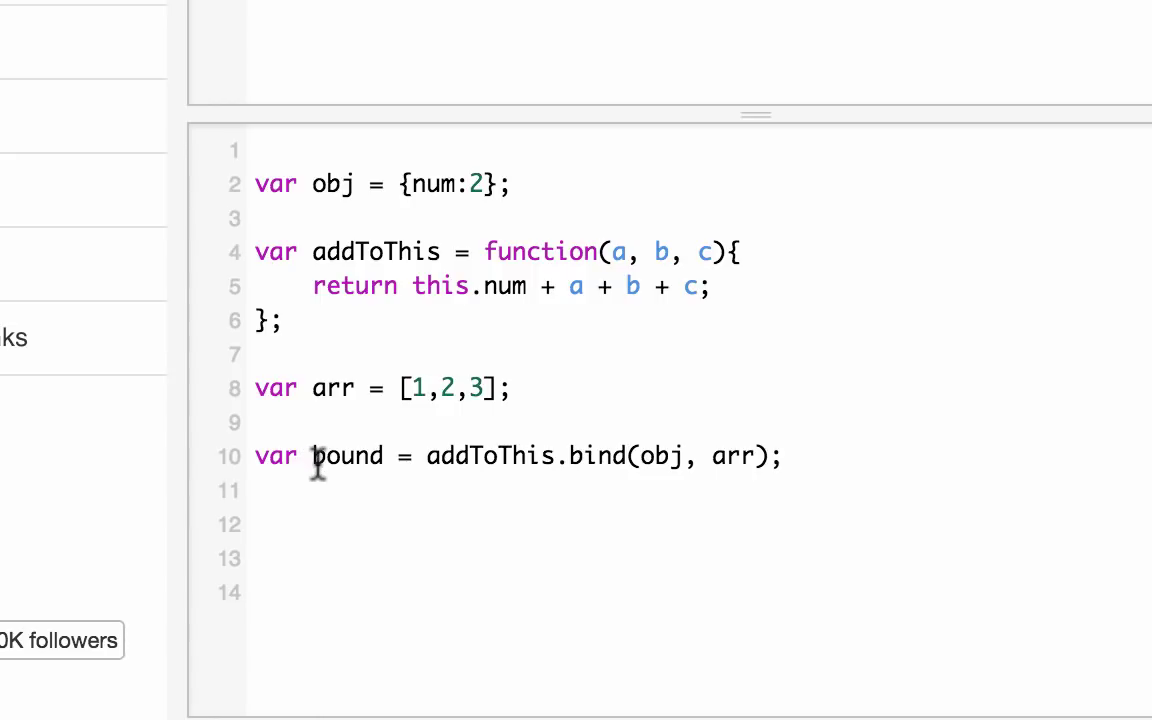 1
2 var obj = {num:2};
3
4 var addToThis = function(a, b, c){
5 return this.num + a + b + c;
6 };
7
8 var arr = [1,2,3];
9
10 var bound = addToThis.bind(obj, arr);
11
12
13
14
ks
0K followers